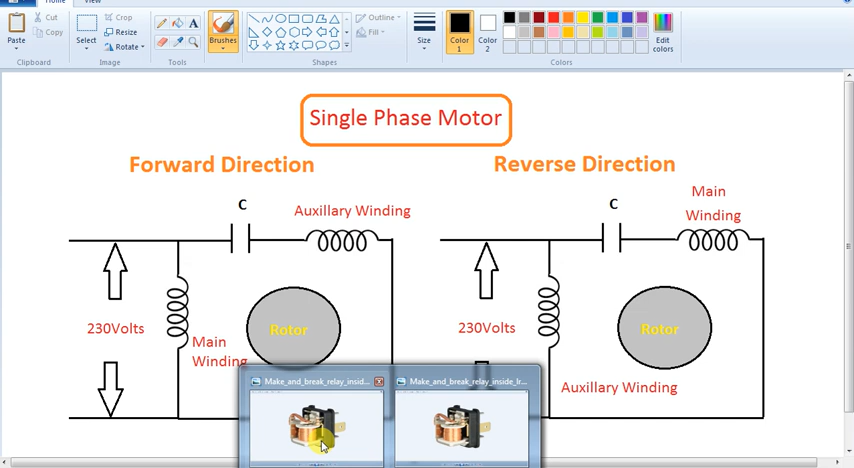 Home
View
Paste
Cut
Copy
Clipboard
Select
Crop
Resize
Rotate
Image
A
Tools
Brushes
Outline
Fill
Shapes
Size
Color 1
Color 2
Edit colors
Colors
Single Phase Motor
Forward Direction
C
Auxillary Winding
230Volts
Main
Winding
Rotor
Reverse Direction
C
Main
Winding
230Volts
Rotor
Auxillary Winding
Make_and_break_relay_insid...
Make_and_break_relay_inside_Ir...